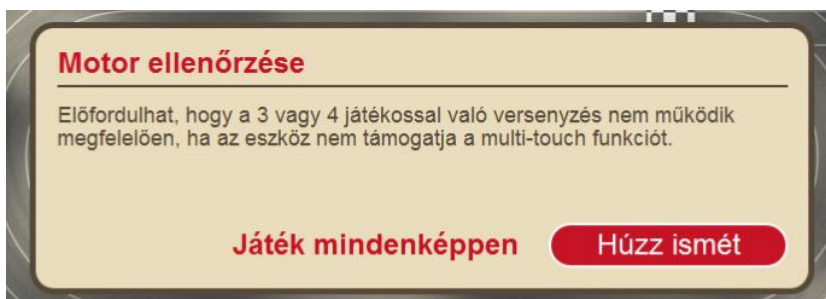 Motor ellenőrzése
Előfordulhat, hogy a 3 vagy 4 játékossal való versenyzés nem működik
megfelelően, ha az eszköz nem támogatja a multi-touch funkciót.
Játék mindenképpen Húzz ismét